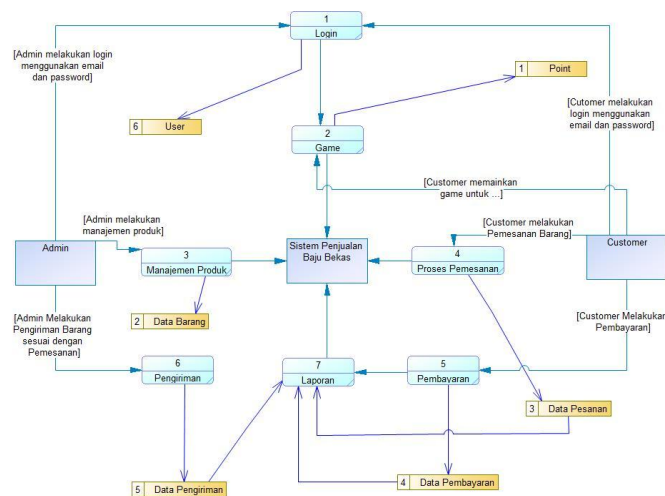 1
Login
[Admin melakukan login
menggunakan email
dan password]
1 Point
6 User
2
Game
[Cutomer melakukan
login menggunakan
email dan password]
[Customer memainkan
game untuk ...]
[Admin melakukan
manajemen produk]
Admin
3
Manajemen Produk
Sistem Penjualan
Baju Bekas
[Customer melakukan
Pemesanan Barang]
4
Proses Pemesanan
Customer
[Admin Melakukan
Pengiriman Barang
sesuai dengan
Pemesanan]
2 Data Barang
[Customer Melakukan
Pembayaran]
6
Pengiriman
7
Laporan
5
Pembayaran
3 Data Pesanan
5 Data Pengiriman
4 Data Pembayaran